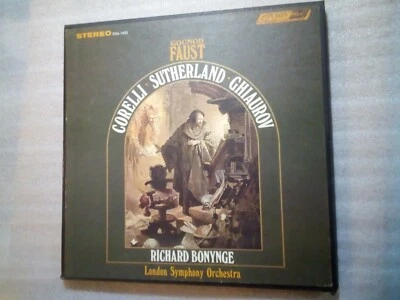 STEREO
GOUNOD
FAUST
CORELLI · SUTHERLAND · GHIAUROV
RICHARD BONYNGE
London Symphony Orchestra